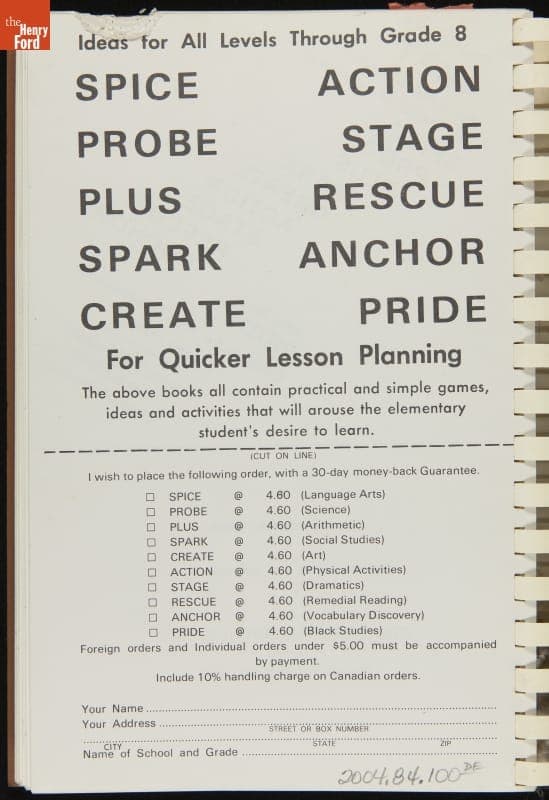 the
Henry
Ford
Ideas for All Levels Through Grade 8
SPICE ACTION
PROBE STAGE
PLUS RESCUE
SPARK ANCHOR
CREATE PRIDE
For Quicker Lesson Planning
The above books all contain practical and simple games,
ideas and activities that will arouse the elementary
student's desire to learn.
(CUT ON LINE)
I wish to place the following order, with a 30-day money-back Guarantee.
☐ SPICE @ 4.60 (Language Arts)
☐ PROBE @ 4.60 (Science)
☐ PLUS @ 4.60 (Arithmetic)
☐ SPARK @ 4.60 (Social Studies)
☐ CREATE @ 4.60 (Art)
☐ ACTION @ 4.60 (Physical Activities)
☐ STAGE @ 4.60 (Dramatics)
☐ RESCUE @ 4.60 (Remedial Reading)
☐ ANCHOR @ 4.60 (Vocabulary Discovery)
☐ PRIDE @ 4.60 (Black Studies)
Foreign orders and Individual orders under $5.00 must be accompanied
by payment.
Include 10% handling charge on Canadian orders.
Your Name
Your Address
STREET OR BOX NUMBER
CITY STATE ZIP
Name of School and Grade
2004.84.100 DE